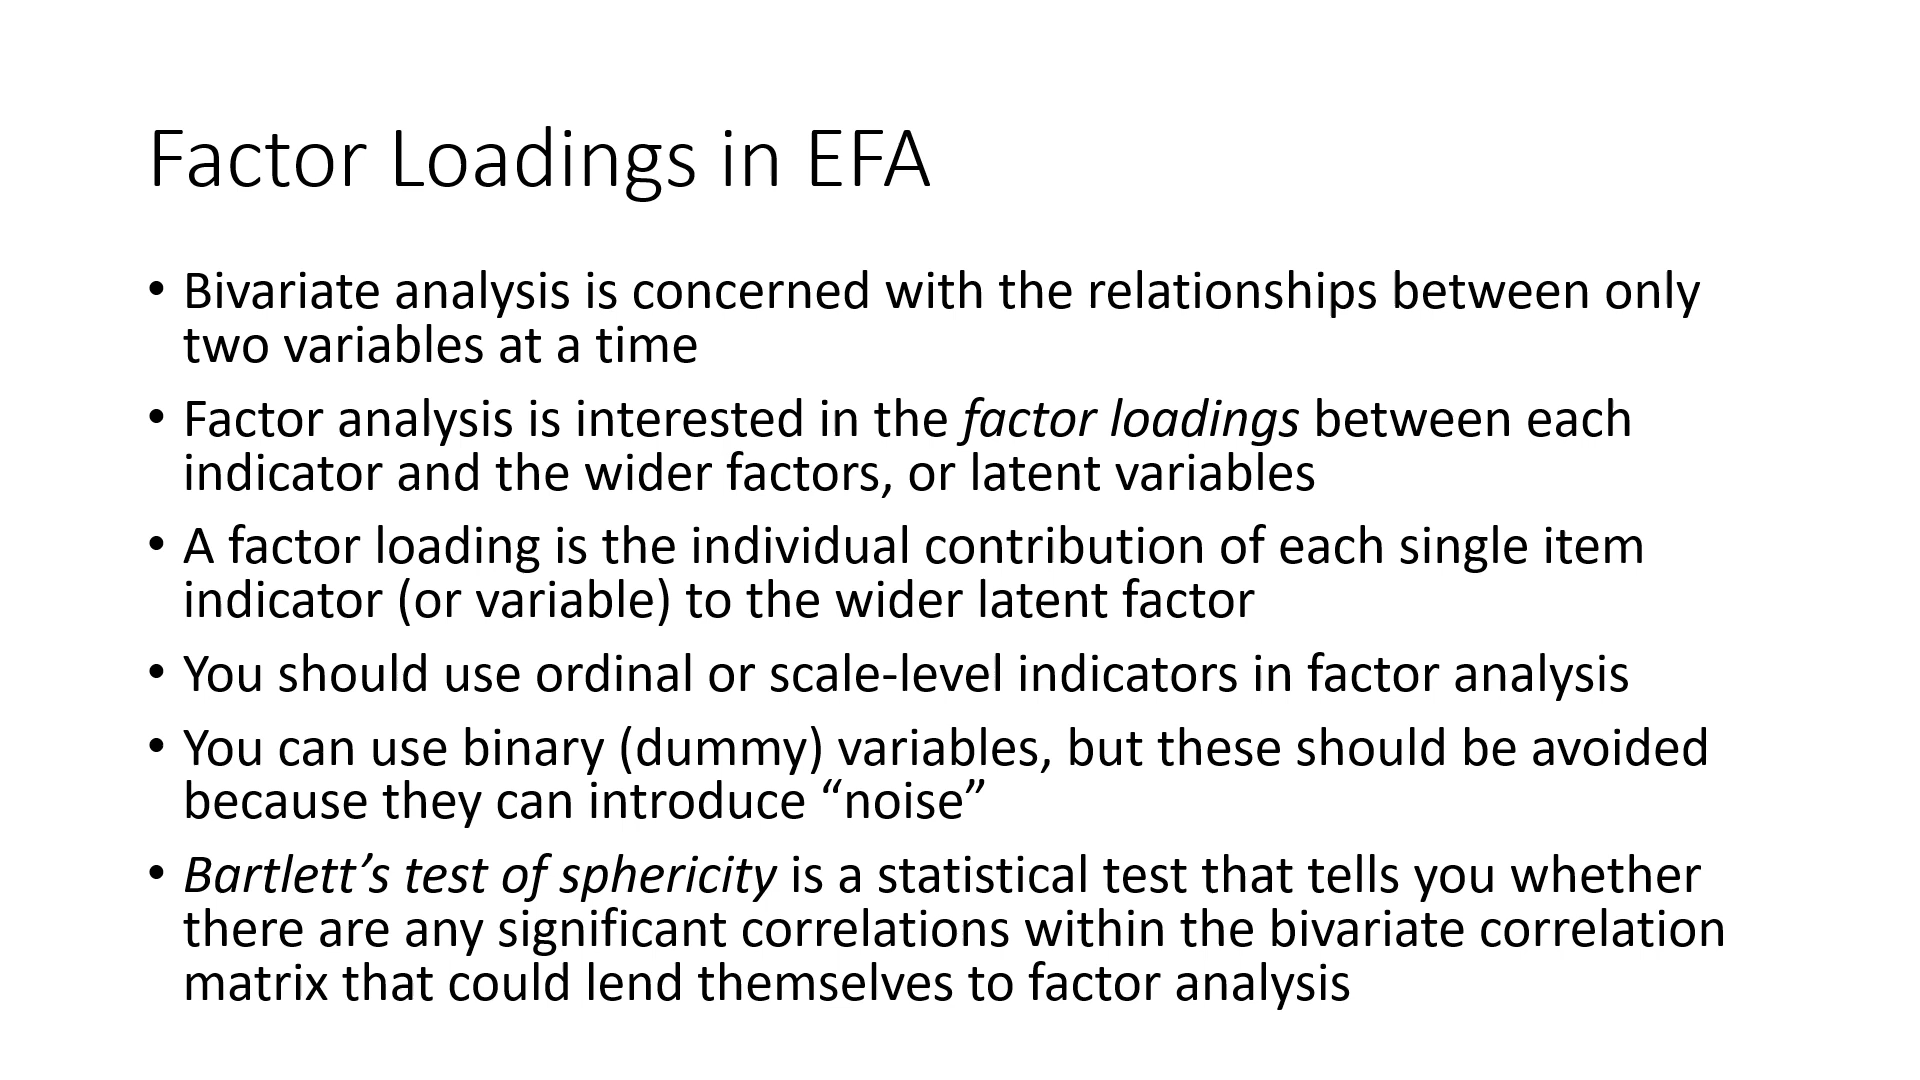 Factor Loadings in EFA
• Bivariate analysis is concerned with the relationships between only
two variables at a time
• Factor analysis is interested in the factor loadings between each
indicator and the wider factors, or latent variables
• A factor loading is the individual contribution of each single item
indicator (or variable) to the wider latent factor
• You should use ordinal or scale-level indicators in factor analysis
• You can use binary (dummy) variables, but these should be avoided
because they can introduce “noise”
• Bartlett’s test of sphericity is a statistical test that tells you whether
there are any significant correlations within the bivariate correlation
matrix that could lend themselves to factor analysis